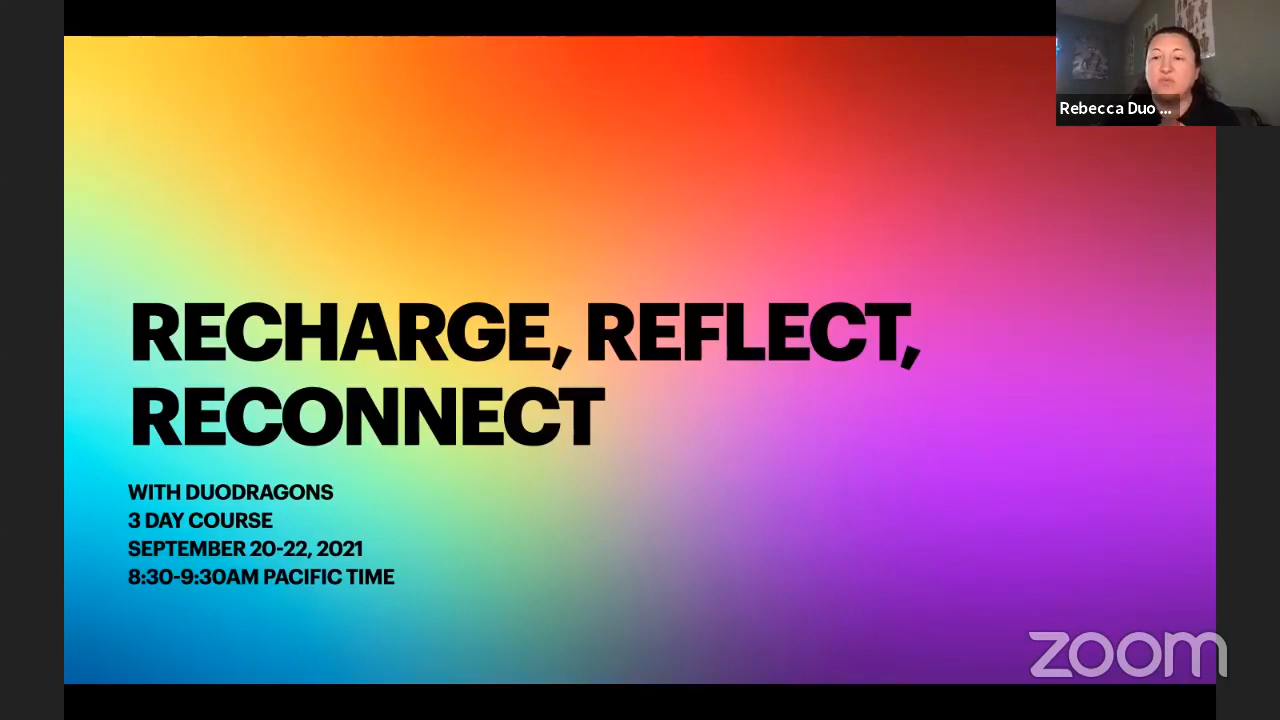 Rebecca Duo ...
RECHARGE, REFLECT,
RECONNECT
WITH DUODRAGONS
3 DAY COURSE
SEPTEMBER 20-22, 2021
8:30-9:30AM PACIFIC TIME
zoom